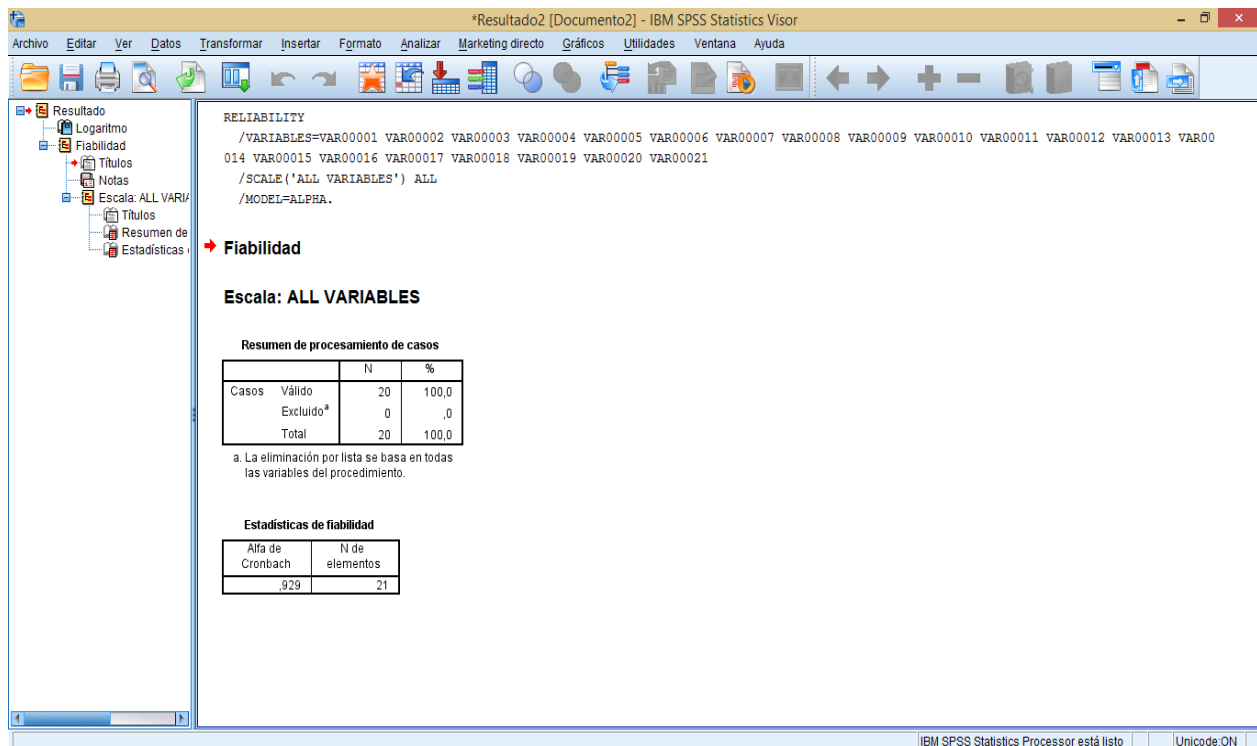 *Resultado2 [Documento2] - IBM SPSS Statistics Visor
Archivo Editar Ver Datos Transformar Insertar Formato Analizar Marketing directo Gráficos Utilidades Ventana Ayuda
Resultado
Logaritmo
Fiabilidad
Títulos
Notas
Escala: ALL VARIA
Títulos
Resumen de
Estadísticas
RELIABILITY
/VARIABLES=VAR00001 VAR00002 VAR00003 VAR00004 VAR00005 VAR00006 VAR00007 VAR00008 VAR00009 VAR00010 VAR00011 VAR00012 VAR00013 VAR00
014 VAR00015 VAR00016 VAR00017 VAR00018 VAR00019 VAR00020 VAR00021
/SCALE('ALL VARIABLES') ALL
/MODEL=ALPHA.
Fiabilidad
Escala: ALL VARIABLES
Resumen de procesamiento de casos
N %
Casos Válido 20 100,0
Excluido a 0 ,0
Total 20 100,0
a. La eliminación por lista se basa en todas
las variables del procedimiento.
Estadísticas de fiabilidad
Alfa de N de
Cronbach elementos
,929 21
IBM SPSS Statistics Processor está listo Unicode:ON